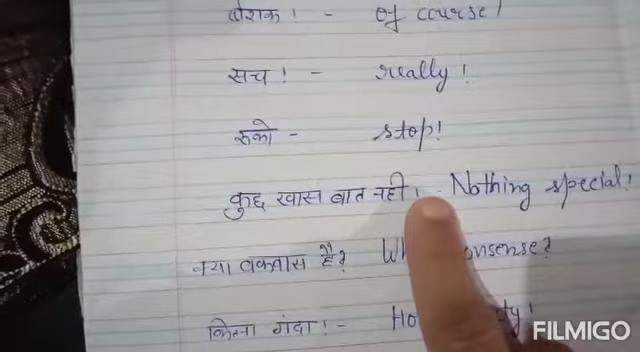 बेशक! - of course!
सच! - really!
रुको - stop!
कुछ खास बात नही! - Nothing special!
क्या बकवास है?
कितना गंदा! -
FILMIGO